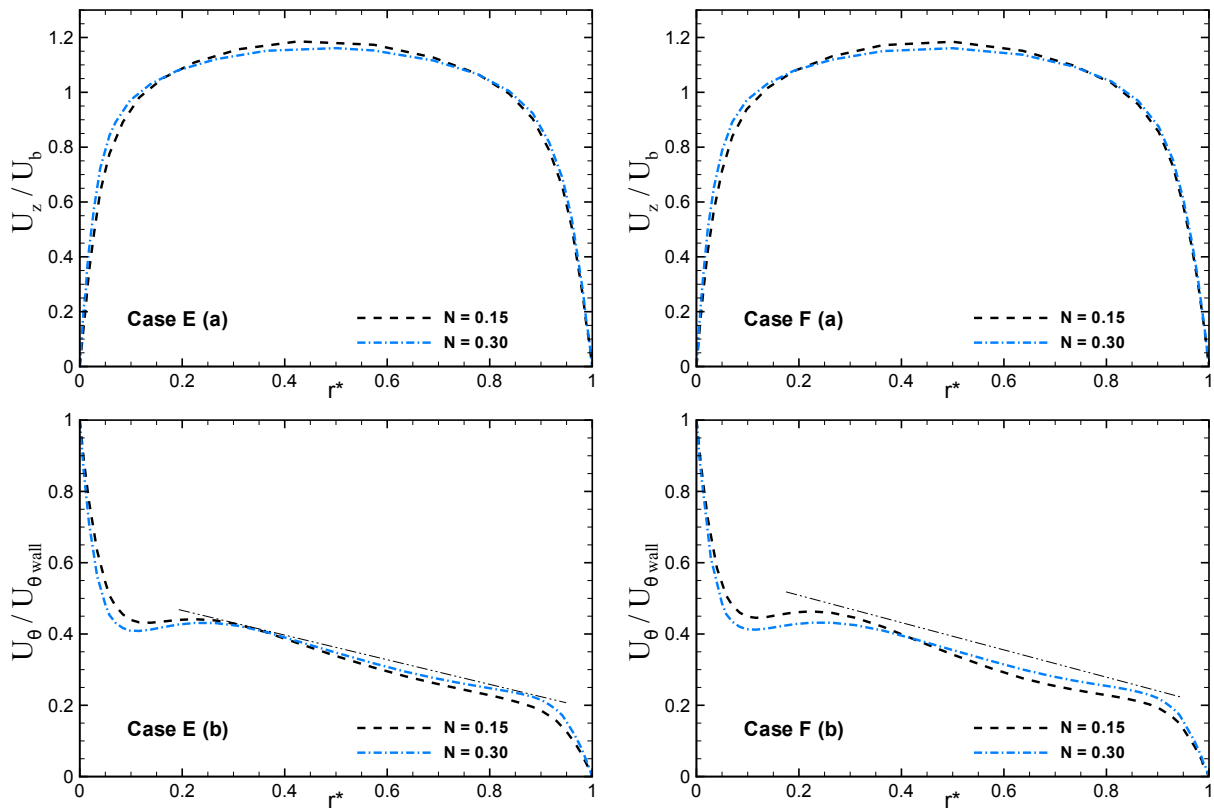 U_z / U_b
1.2
1
0.8
0.6
0.4
0.2
0
Case E (a)
N = 0.15
N = 0.30
0 0.2 0.4 0.6 0.8 1
r*
U_z / U_b
1.2
1
0.8
0.6
0.4
0.2
0
Case F (a)
N = 0.15
N = 0.30
0 0.2 0.4 0.6 0.8 1
r*
U_θ / U_θ wall
1
0.8
0.6
0.4
0.2
0
Case E (b)
N = 0.15
N = 0.30
0 0.2 0.4 0.6 0.8 1
r*
U_θ / U_θ wall
1
0.8
0.6
0.4
0.2
0
Case F (b)
N = 0.15
N = 0.30
0 0.2 0.4 0.6 0.8 1
r*